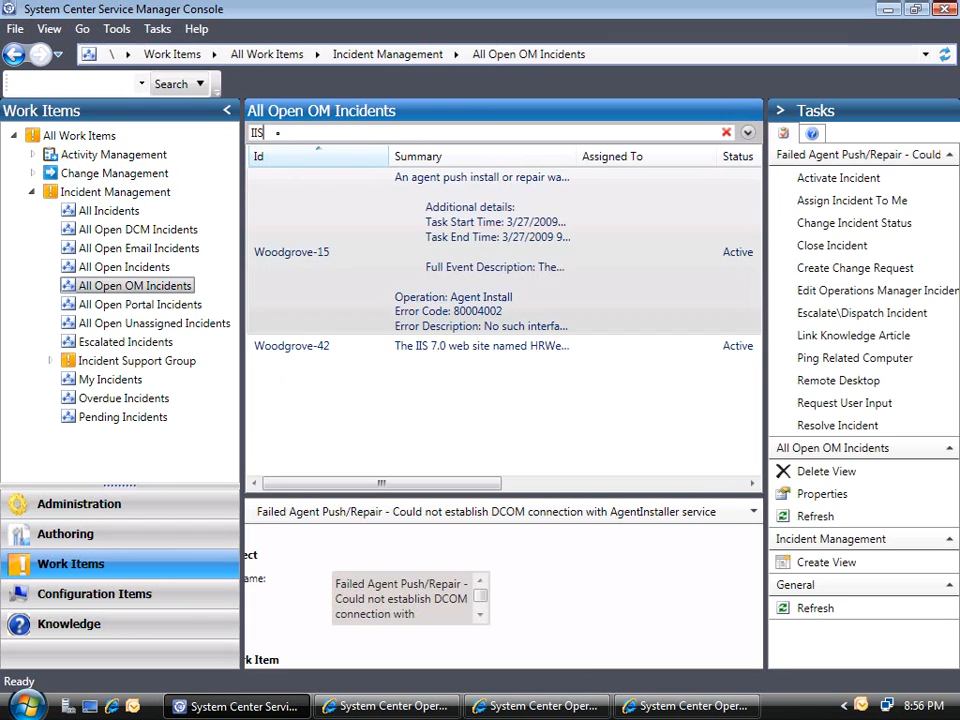 System Center Service Manager Console
File View Go Tools Tasks Help
\ Work Items All Work Items Incident Management All Open OM Incidents
Search
Work Items
All Work Items
Activity Management
Change Management
Incident Management
All Incidents
All Open DCM Incidents
All Open Email Incidents
All Open Incidents
All Open OM Incidents
All Open Portal Incidents
All Open Unassigned Incidents
Escalated Incidents
Incident Support Group
My Incidents
Overdue Incidents
Pending Incidents
Administration
Authoring
Work Items
Configuration Items
Knowledge
All Open OM Incidents
IIS
Id Summary Assigned To Status
An agent push install or repair wa...
Additional details:
Task Start Time: 3/27/2009...
Task End Time: 3/27/2009 9...
Woodgrove-15 Active
Full Event Description: The...
Operation: Agent Install
Error Code: 80004002
Error Description: No such interfa...
Woodgrove-42 The IIS 7.0 web site named HRWe... Active
Failed Agent Push/Repair - Could not establish DCOM connection with AgentInstaller service
ect
ame:
Failed Agent Push/Repair -
Could not establish DCOM
connection with
rk Item
Tasks
Failed Agent Push/Repair - Could
Activate Incident
Assign Incident To Me
Change Incident Status
Close Incident
Create Change Request
Edit Operations Manager Inciden
Escalate\Dispatch Incident
Link Knowledge Article
Ping Related Computer
Remote Desktop
Request User Input
Resolve Incident
All Open OM Incidents
Delete View
Properties
Refresh
Incident Management
Create View
General
Refresh
Ready
System Center Servi...
System Center Oper...
System Center Oper...
System Center Oper...
8:56 PM